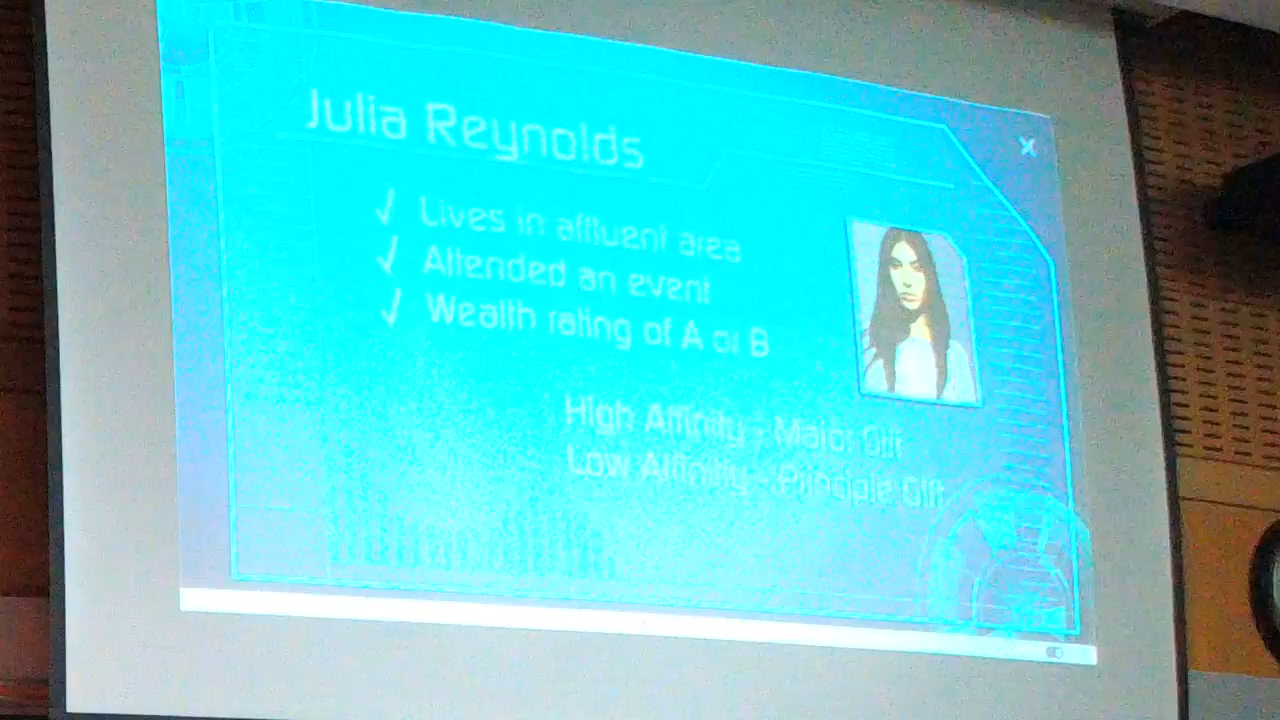 Julia Reynolds
√ Lives in affluent area
√ Attended an event
√ Wealth rating of A or B
High Affinity - Major Gift
Low Affinity - Principle Gift